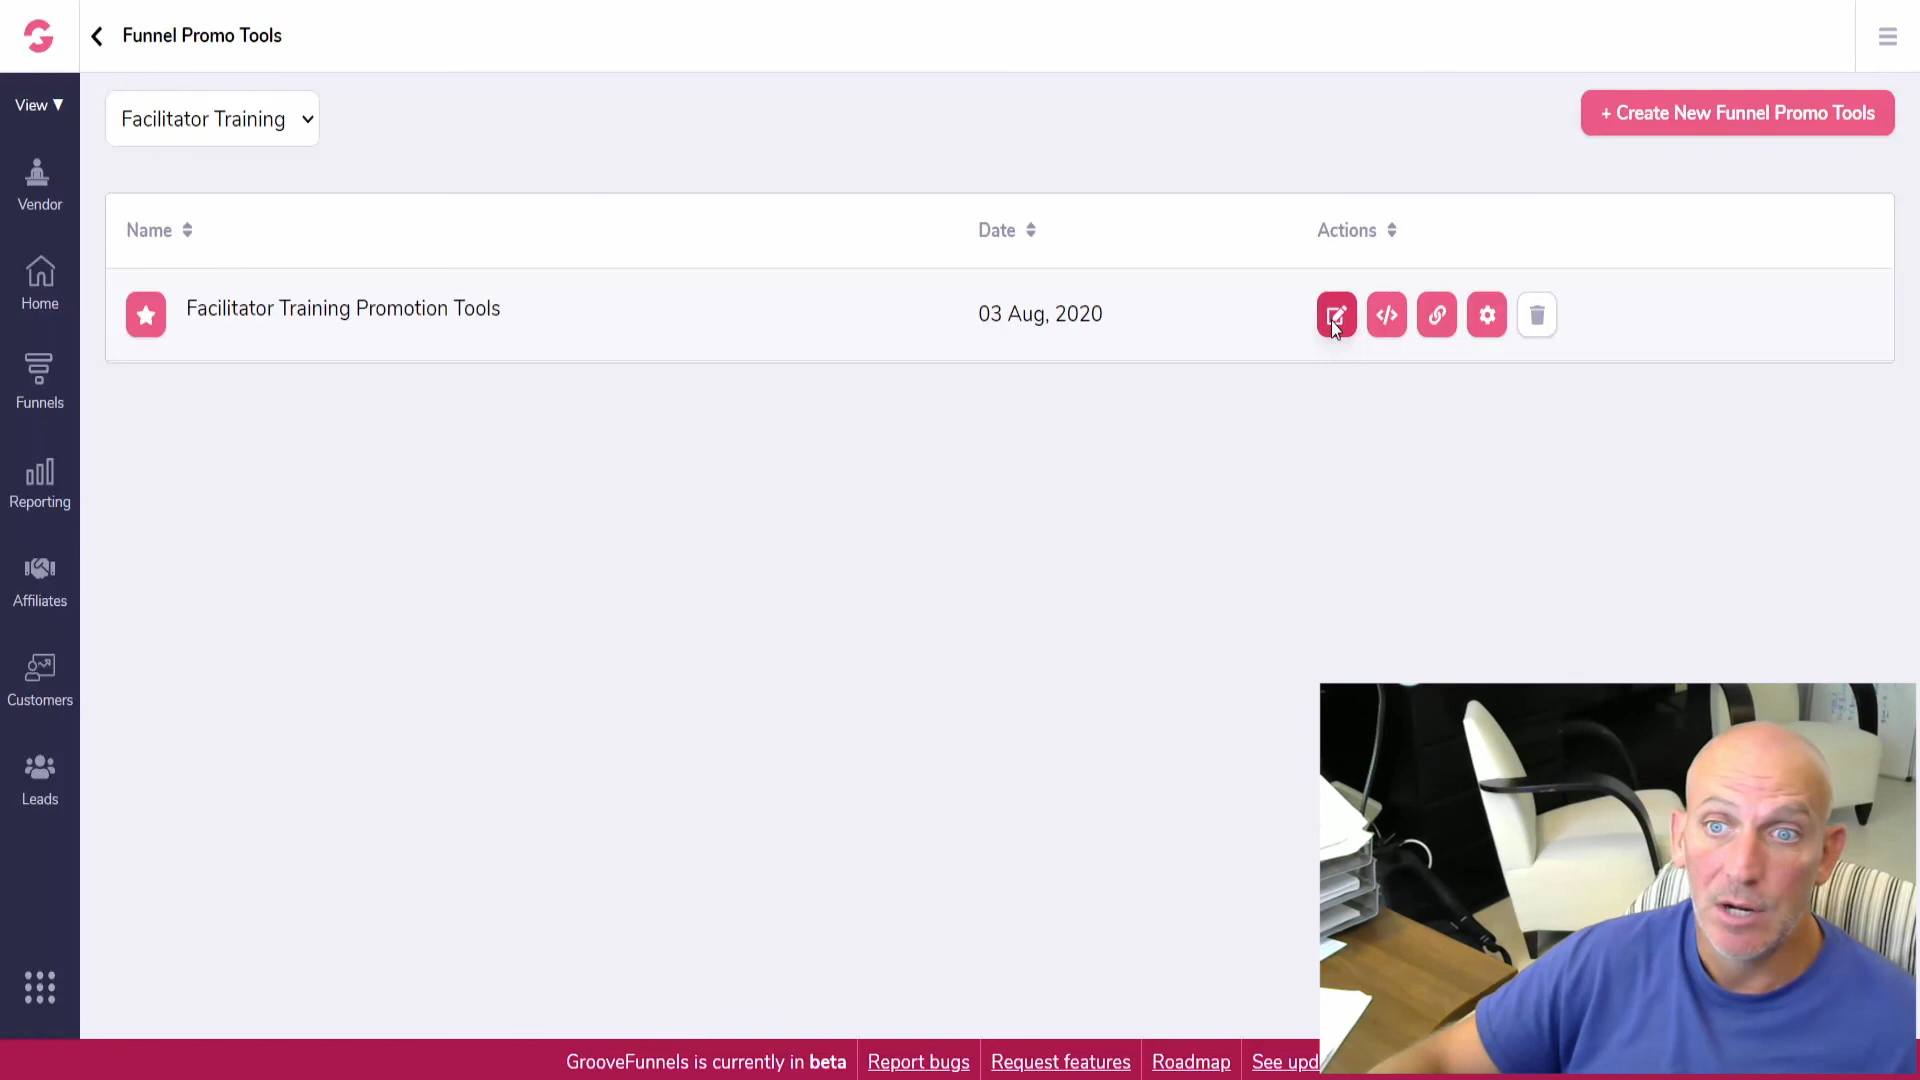 Funnel Promo Tools
View ▼
Facilitator Training
+ Create New Funnel Promo Tools
Vendor
Name
Date
Actions
Home
Facilitator Training Promotion Tools
03 Aug, 2020
Funnels
Reporting
Affiliates
Customers
Leads
GrooveFunnels is currently in beta
Report bugs
Request features
Roadmap
See upd